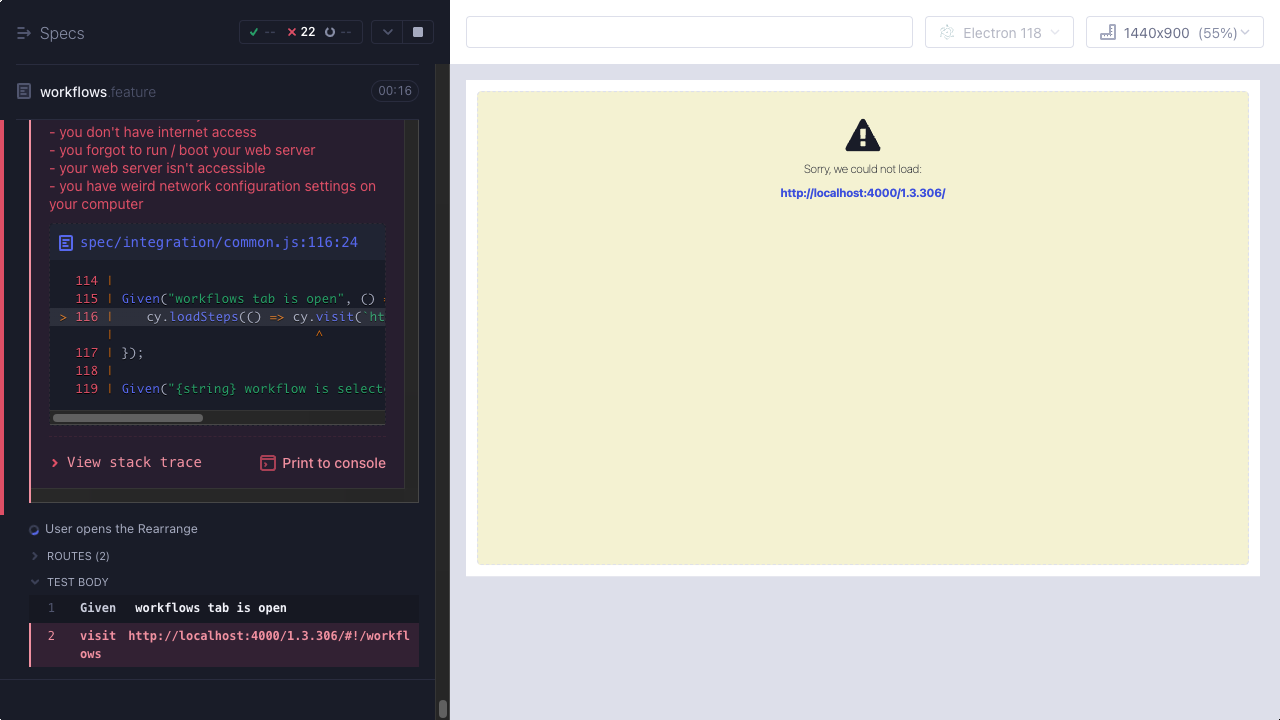 Specs
-- 22 --
Electron 118
1440x900 (55%)
workflows.feature
00:16
- you don't have internet access
- you forgot to run / boot your web server
- your web server isn't accessible
- you have weird network configuration settings on
your computer
spec/integration/common.js:116:24
114 |
115 | Given("workflows tab is open", ()
> 116 | cy.loadSteps(() => cy.visit(`ht
| ^
117 | });
118 |
119 | Given("{string} workflow is select
View stack trace
Print to console
User opens the Rearrange
ROUTES (2)
TEST BODY
1 Given workflows tab is open
2 visit http://localhost:4000/1.3.306/#!/workfl
ows
Sorry, we could not load:
http://localhost:4000/1.3.306/